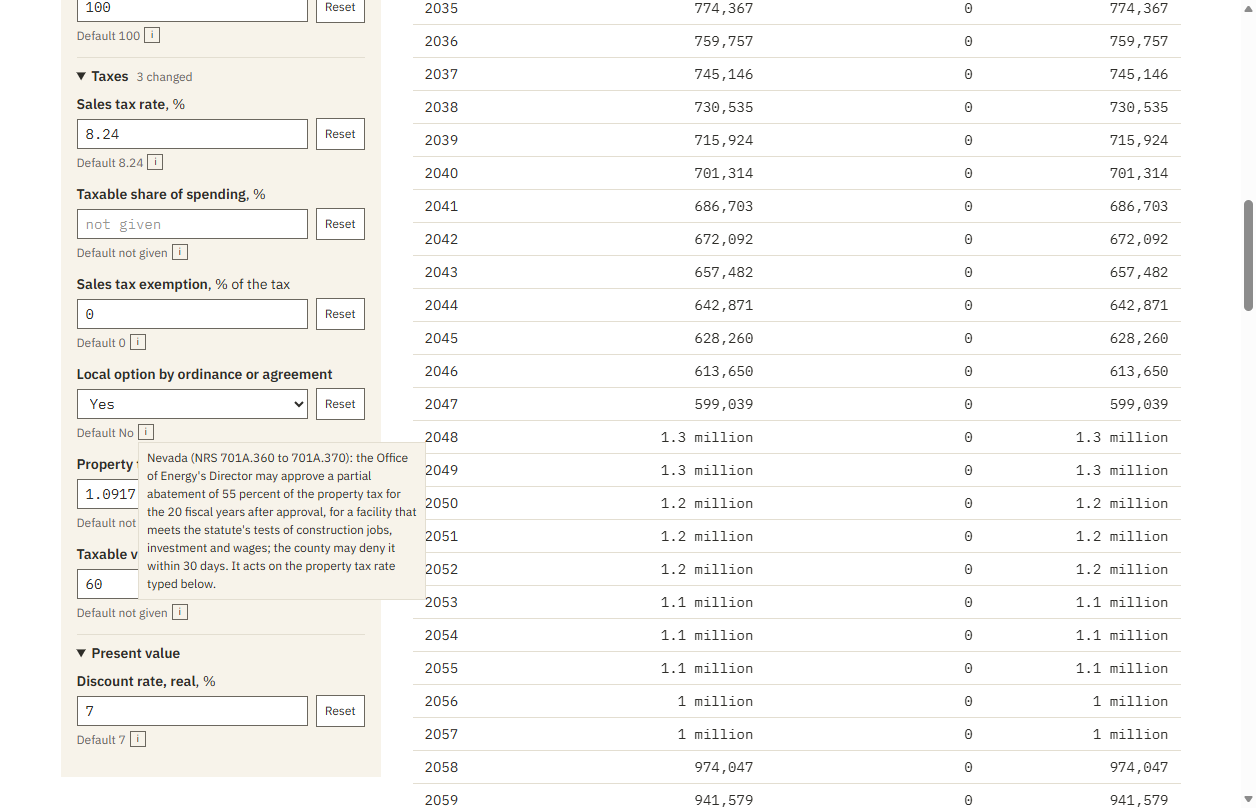 100
Reset
Default 100 i
▼ Taxes 3 changed
Sales tax rate, %
8.24
Reset
Default 8.24 i
Taxable share of spending, %
not given
Reset
Default not given i
Sales tax exemption, % of the tax
0
Reset
Default 0 i
Local option by ordinance or agreement
Yes
Reset
Default No i
Nevada (NRS 701A.360 to 701A.370): the Office
of Energy's Director may approve a partial
abatement of 55 percent of the property tax for
the 20 fiscal years after approval, for a facility that
meets the statute's tests of construction jobs,
investment and wages; the county may deny it
within 30 days. It acts on the property tax rate
typed below.
Property
1.0917
Default not
Taxable v
60
Default not given i
▼ Present value
Discount rate, real, %
7
Reset
Default 7 i
2035 774,367 0 774,367
2036 759,757 0 759,757
2037 745,146 0 745,146
2038 730,535 0 730,535
2039 715,924 0 715,924
2040 701,314 0 701,314
2041 686,703 0 686,703
2042 672,092 0 672,092
2043 657,482 0 657,482
2044 642,871 0 642,871
2045 628,260 0 628,260
2046 613,650 0 613,650
2047 599,039 0 599,039
2048 1.3 million 0 1.3 million
2049 1.3 million 0 1.3 million
2050 1.2 million 0 1.2 million
2051 1.2 million 0 1.2 million
2052 1.2 million 0 1.2 million
2053 1.1 million 0 1.1 million
2054 1.1 million 0 1.1 million
2055 1.1 million 0 1.1 million
2056 1 million 0 1 million
2057 1 million 0 1 million
2058 974,047 0 974,047
2059 941,579 0 941,579